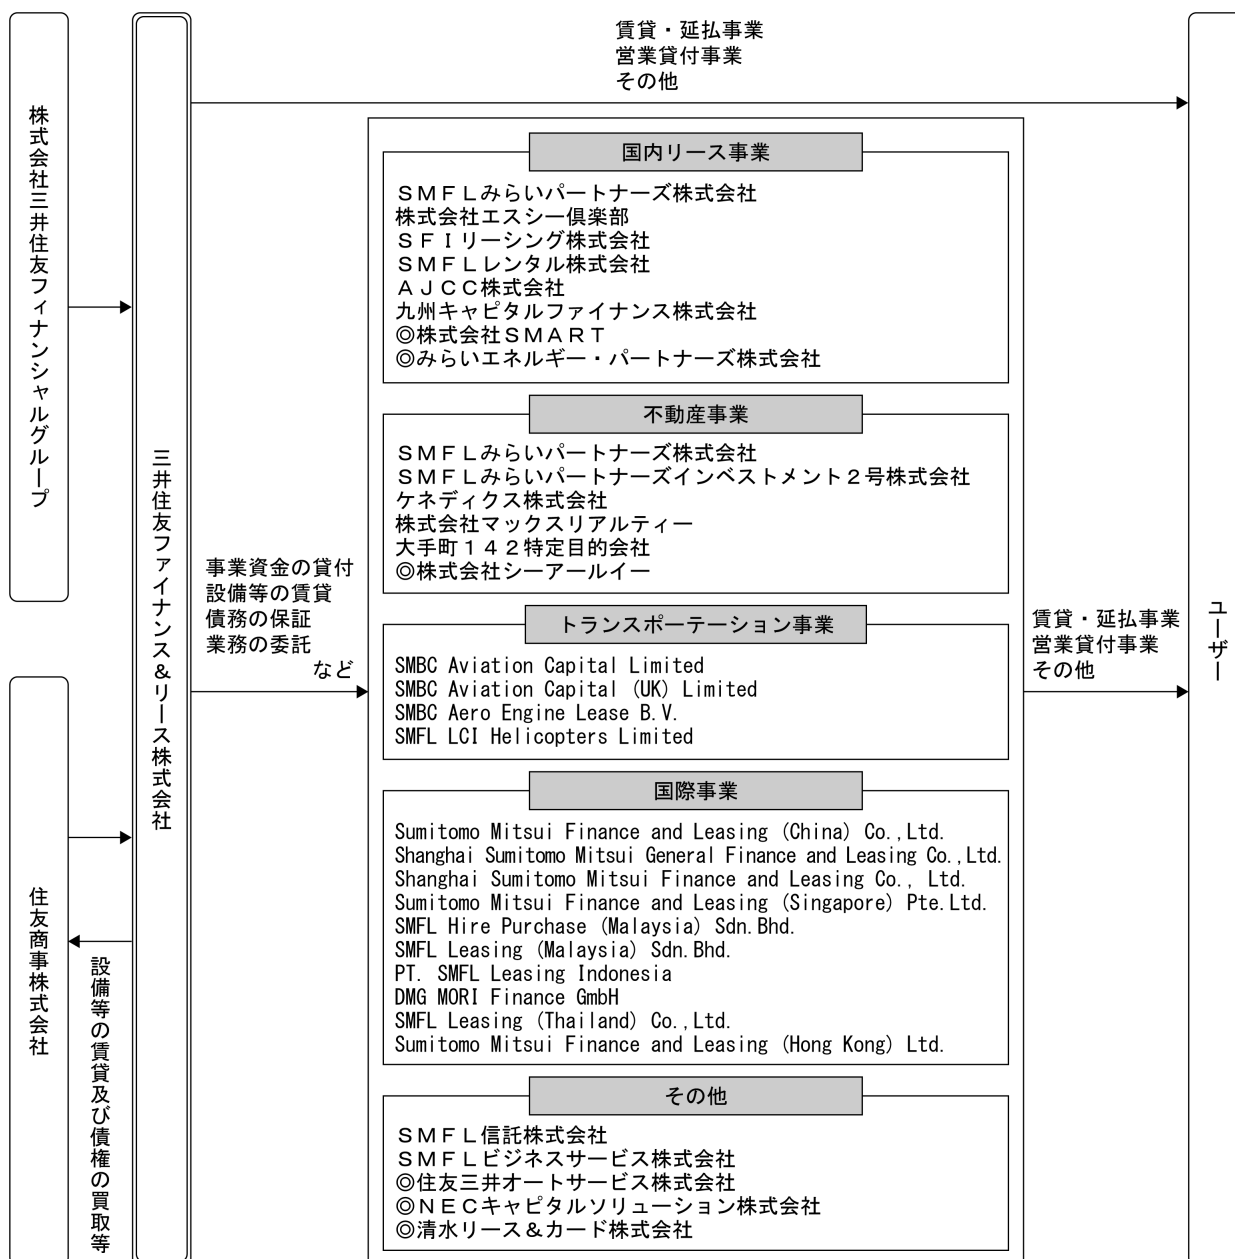 賃貸・延払事業
営業貸付事業
その他
株式会社三井住友フィナンシャルグループ
三井住友ファイナンス&リース株式会社
住友商事株式会社
設備等の賃貸及び債権の買取等
事業資金の貸付
設備等の賃貸
債務の保証
業務の委託
など
国内リース事業
SMFLみらいパートナーズ株式会社
株式会社エスシー倶楽部
SFIリーシング株式会社
SMFLレンタル株式会社
AJCC株式会社
九州キャピタルファイナンス株式会社
◎株式会社SMART
◎みらいエネルギー・パートナーズ株式会社
不動産事業
SMFLみらいパートナーズ株式会社
SMFLみらいパートナーズインベストメント2号株式会社
ケネディクス株式会社
株式会社マックスリアルティー
大手町142特定目的会社
◎株式会社シーアールイー
トランスポーテーション事業
SMBC Aviation Capital Limited
SMBC Aviation Capital (UK) Limited
SMBC Aero Engine Lease B.V.
SMFL LCI Helicopters Limited
国際事業
Sumitomo Mitsui Finance and Leasing (China) Co.,Ltd.
Shanghai Sumitomo Mitsui General Finance and Leasing Co.,Ltd.
Shanghai Sumitomo Mitsui Finance and Leasing Co., Ltd.
Sumitomo Mitsui Finance and Leasing (Singapore) Pte.Ltd.
SMFL Hire Purchase (Malaysia) Sdn.Bhd.
SMFL Leasing (Malaysia) Sdn.Bhd.
PT. SMFL Leasing Indonesia
DMG MORI Finance GmbH
SMFL Leasing (Thailand) Co.,Ltd.
Sumitomo Mitsui Finance and Leasing (Hong Kong) Ltd.
その他
SMFL信託株式会社
SMFLビジネスサービス株式会社
◎住友三井オートサービス株式会社
◎NECキャピタルソリューション株式会社
◎清水リース&カード株式会社
賃貸・延払事業
営業貸付事業
その他
ユーザー